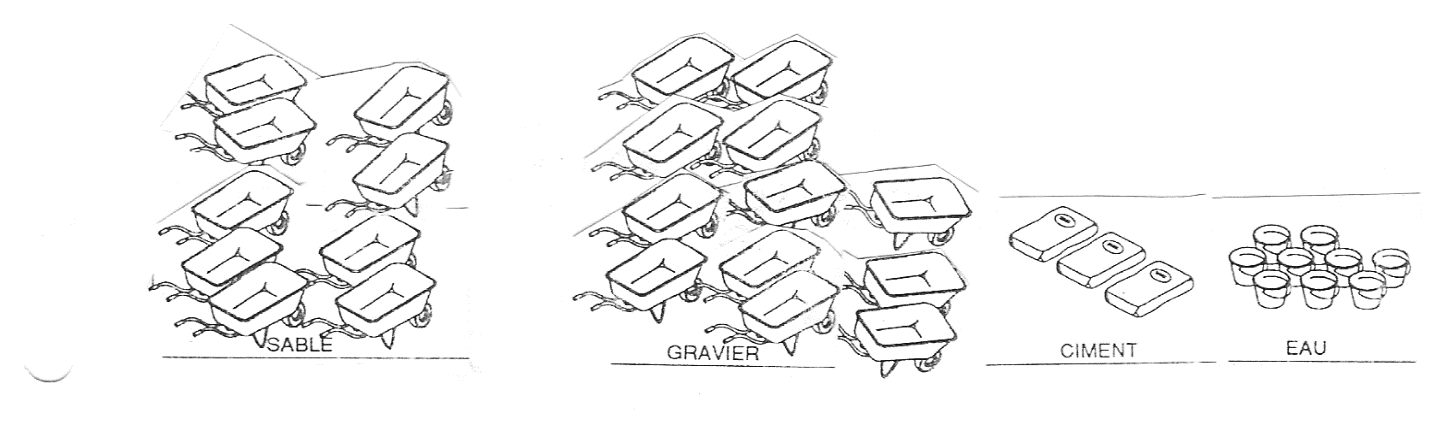 SABLE
GRAVIER
CIMENT
EAU